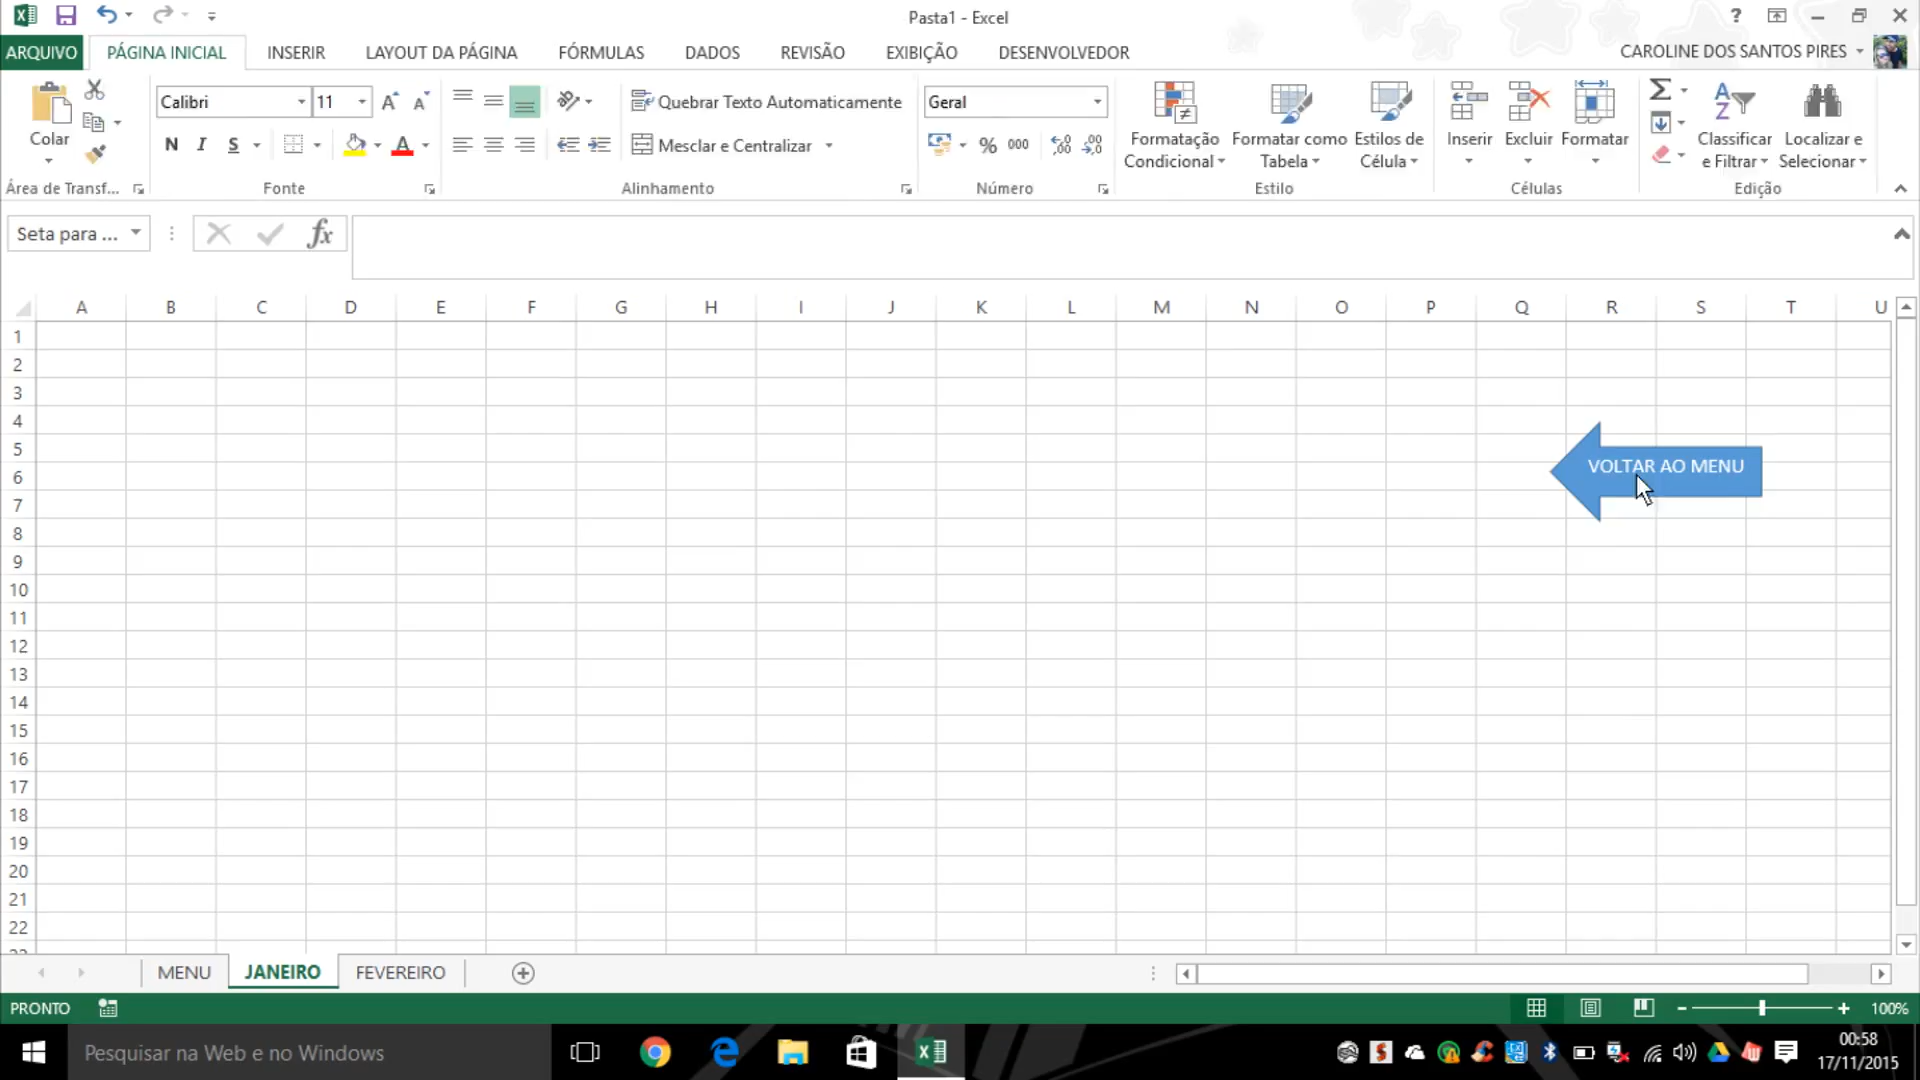 Pasta1 - Excel
ARQUIVO PÁGINA INICIAL INSERIR LAYOUT DA PÁGINA FÓRMULAS DADOS REVISÃO EXIBIÇÃO DESENVOLVEDOR CAROLINE DOS SANTOS PIRES
Calibri 11 Quebrar Texto Automaticamente Geral
Colar N I S A Mesclar e Centralizar % 000 Formatação Condicional Formatar como Tabela Estilos de Célula Inserir Excluir Formatar Classificar e Filtrar Localizar e Selecionar
Área de Transf... Fonte Alinhamento Número Estilo Células Edição
Seta para ... fx
A B C D E F G H I J K L M N O P Q R S T U
1
2
3
4
5
VOLTAR AO MENU
6
7
8
9
10
11
12
13
14
15
16
17
18
19
20
21
22
MENU JANEIRO FEVEREIRO
PRONTO 100%
Pesquisar na Web e no Windows 00:58
17/11/2015